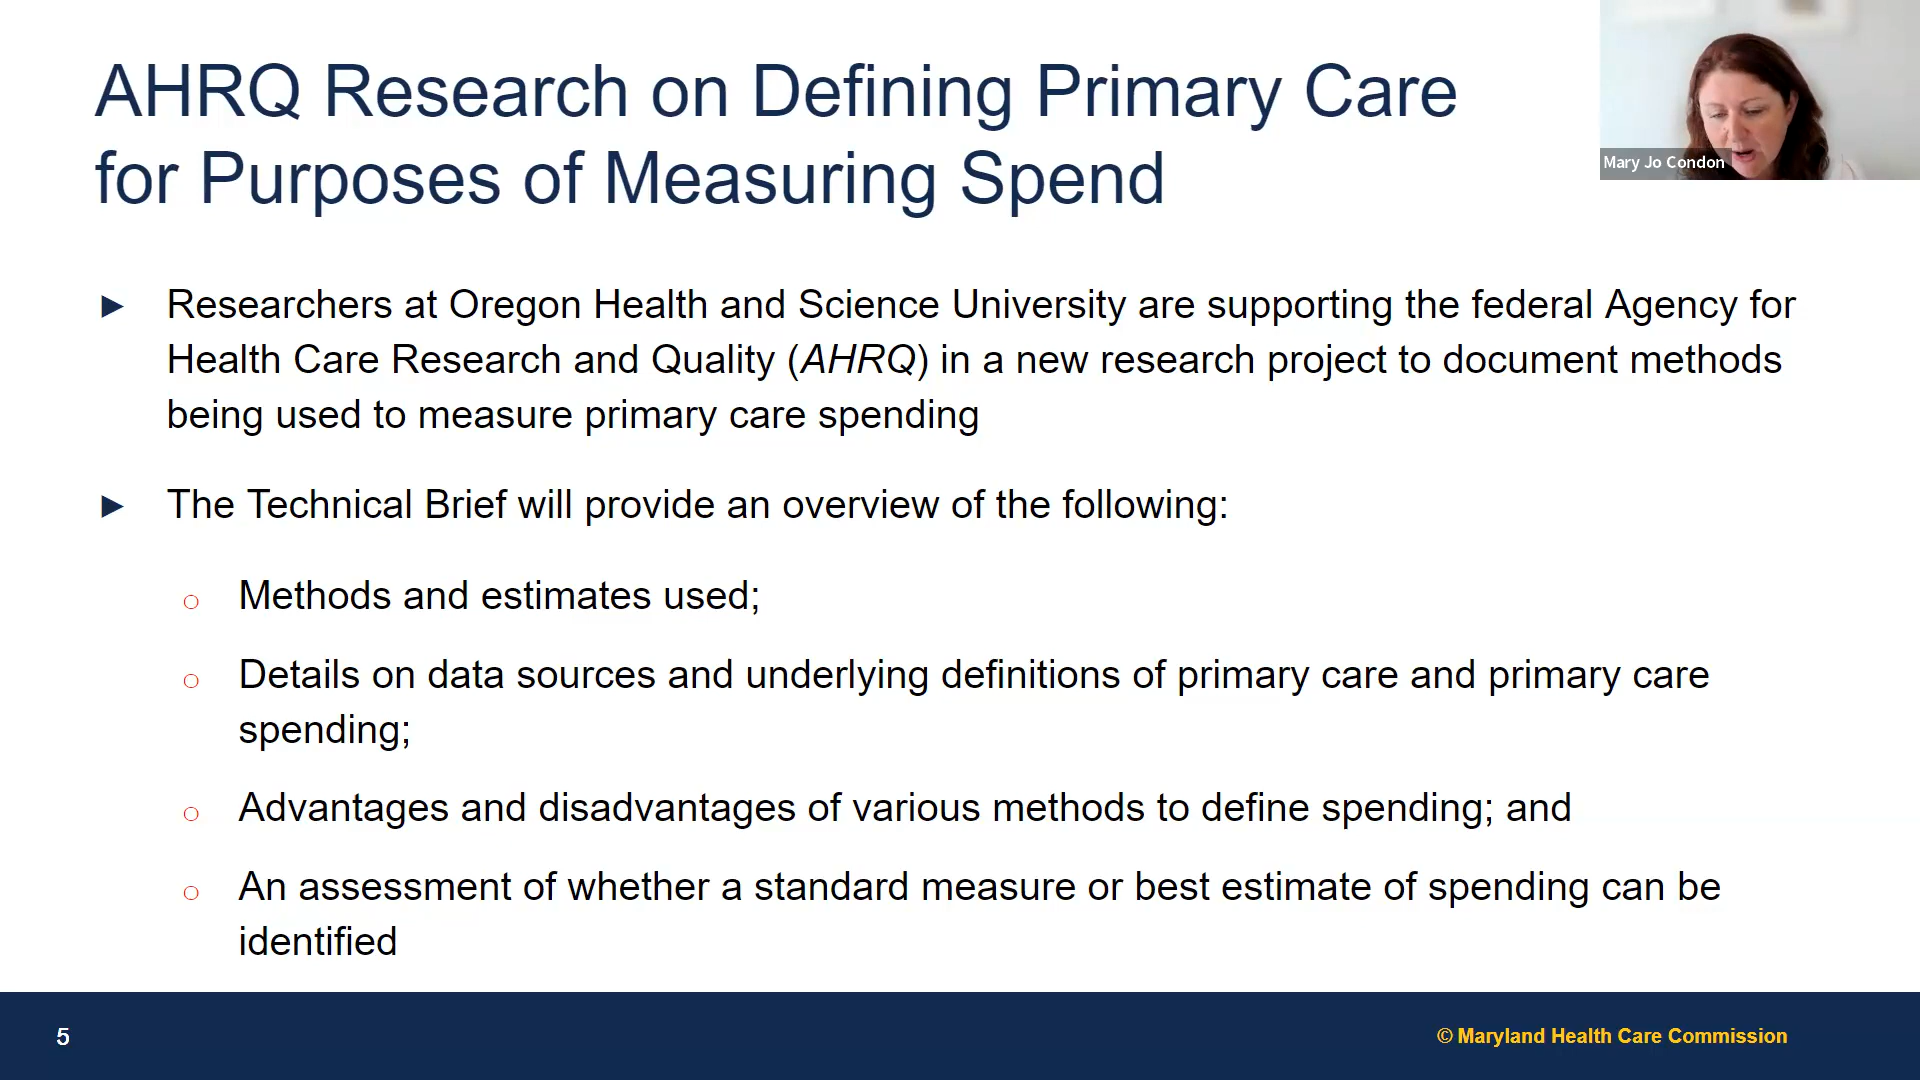 AHRQ Research on Defining Primary Care
for Purposes of Measuring Spend
Mary Jo Condon
► Researchers at Oregon Health and Science University are supporting the federal Agency for
Health Care Research and Quality (AHRQ) in a new research project to document methods
being used to measure primary care spending
► The Technical Brief will provide an overview of the following:
○ Methods and estimates used;
○ Details on data sources and underlying definitions of primary care and primary care
spending;
○ Advantages and disadvantages of various methods to define spending; and
○ An assessment of whether a standard measure or best estimate of spending can be
identified
5
© Maryland Health Care Commission